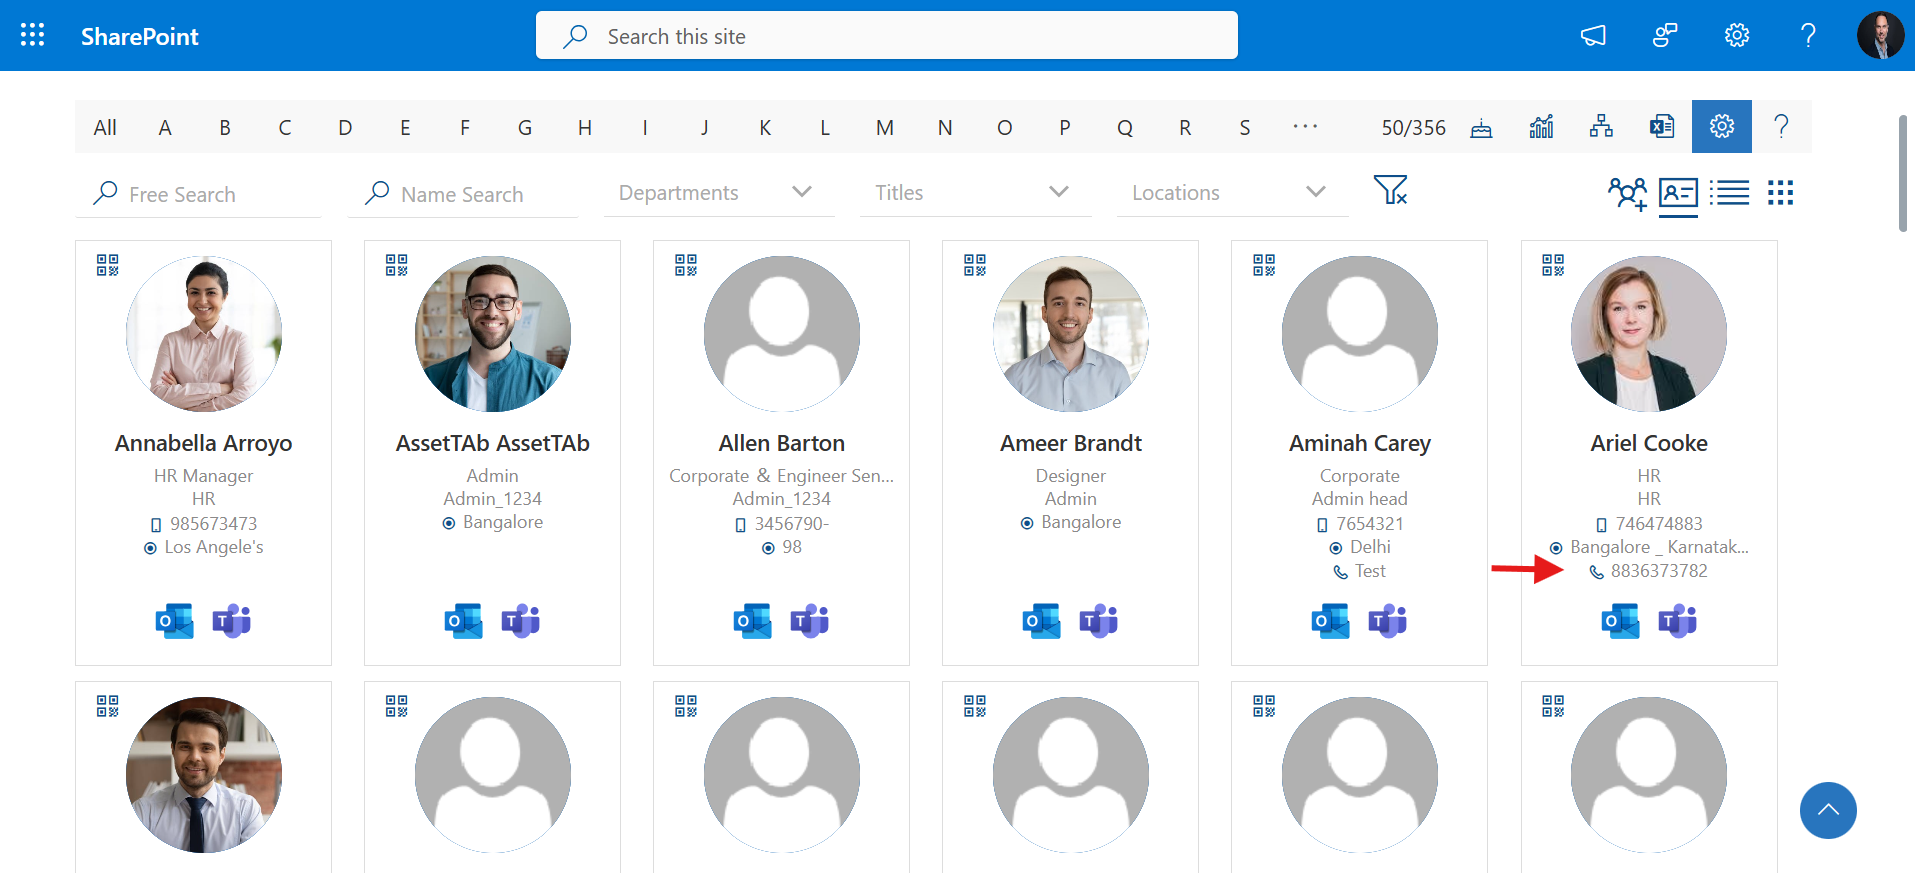 SharePoint
Search this site
All A B C D E F G H I J K L M N O P Q R S ··· 50/356
Free Search
Name Search
Departments
Titles
Locations
Annabella Arroyo
HR Manager
HR
985673473
Los Angele's
AssetTAb AssetTAb
Admin
Admin_1234
Bangalore
Allen Barton
Corporate & Engineer Sen...
Admin_1234
3456790-
98
Ameer Brandt
Designer
Admin
Bangalore
Aminah Carey
Corporate
Admin head
7654321
Delhi
Test
Ariel Cooke
HR
HR
746474883
Bangalore _ Karnatak...
8836373782